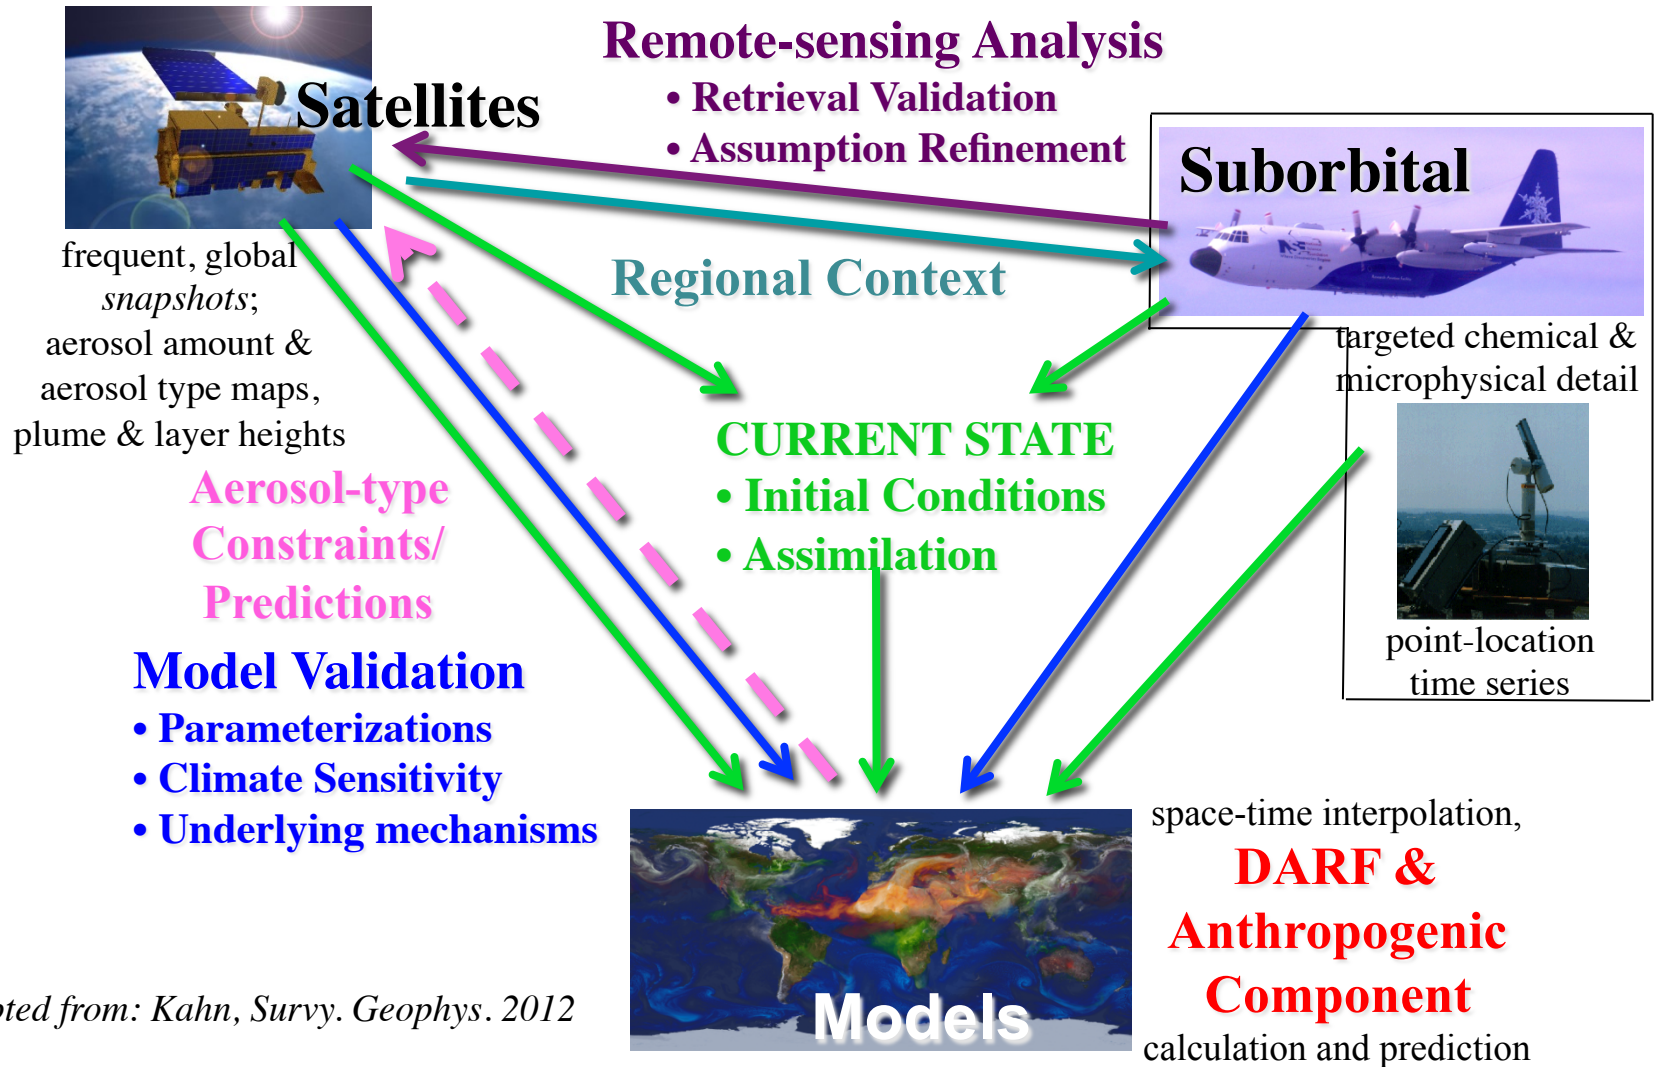 Remote-sensing Analysis
• Retrieval Validation
• Assumption Refinement
Satellites
Suborbital
frequent, global
snapshots;
aerosol amount &
aerosol type maps,
plume & layer heights
Regional Context
targeted chemical &
microphysical detail
CURRENT STATE
• Initial Conditions
• Assimilation
Aerosol-type
Constraints/
Predictions
point-location
time series
Model Validation
• Parameterizations
• Climate Sensitivity
• Underlying mechanisms
space-time interpolation,
DARF &
Anthropogenic
Component
calculation and prediction
Models
pted from: Kahn, Survy. Geophys. 2012